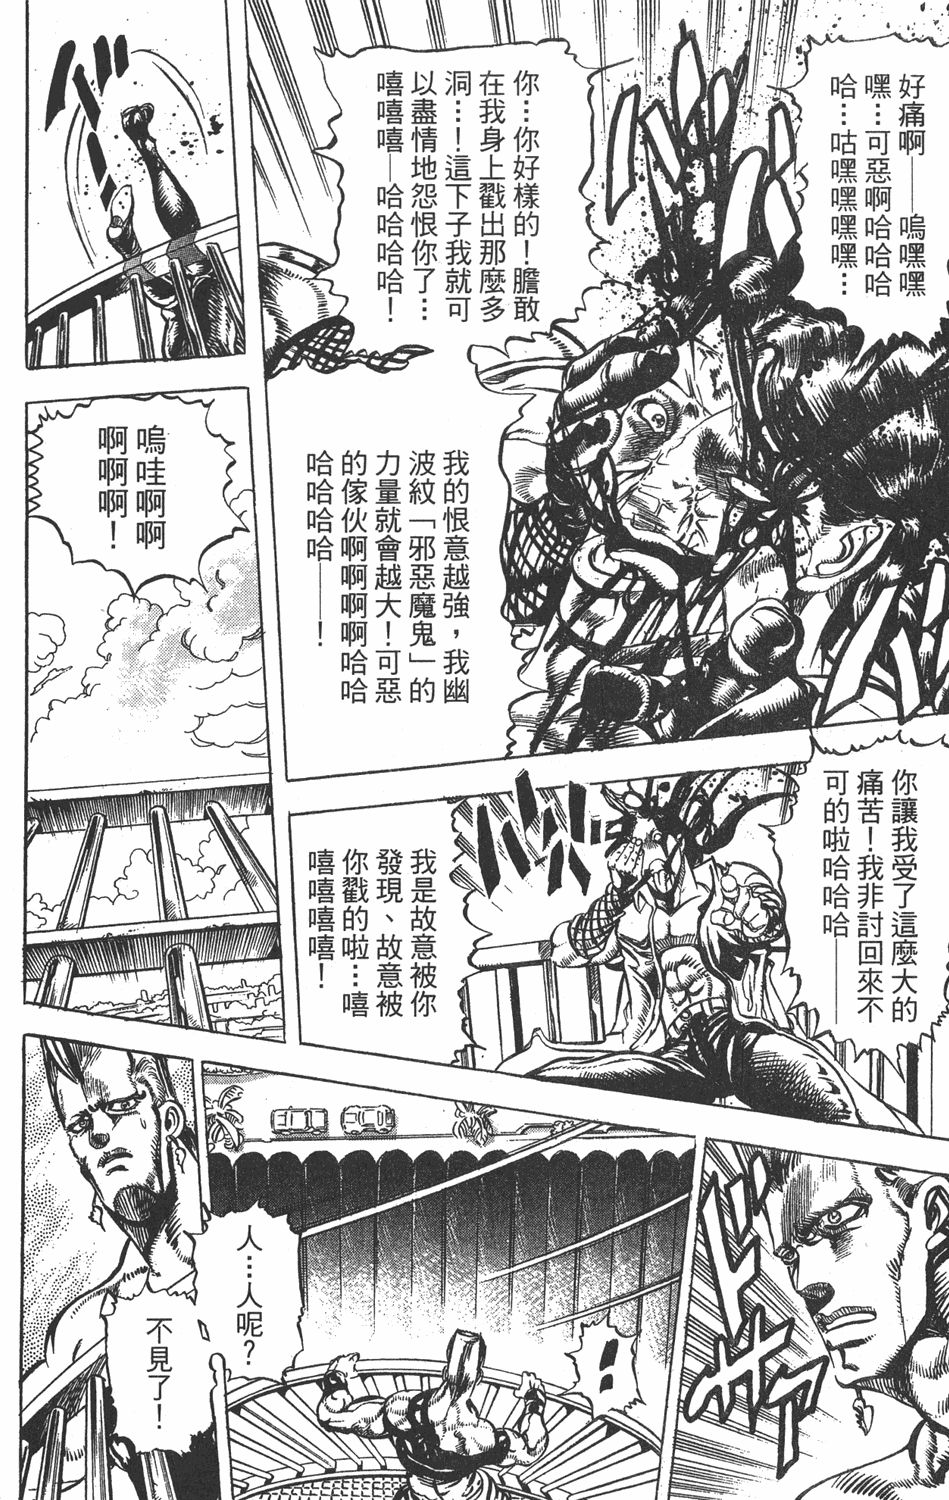 好痛啊——嗚嘿嘿
嘿…可惡啊哈哈哈
哈…咕嘿嘿嘿嘿…
你…你好樣的！膽敢
在我身上戳出那麼多
洞…！這下子我就可
以盡情地怨恨你了…
嘻嘻嘻—哈哈哈哈！
我的恨意越強，我幽
波紋「邪惡魔鬼」的
力量就會越大！可惡
的傢伙啊啊啊啊哈哈
哈哈哈哈——！
你讓我受了這麼大的
痛苦！我非討回來不
可的啦哈哈哈——
我是故意被你
發現、故意被
你戳的啦…嘻
嘻嘻嘻嘻！
嗚哇啊啊
啊啊啊！
ドド
メメ
ツア
！！
人…人呢？
不見了！